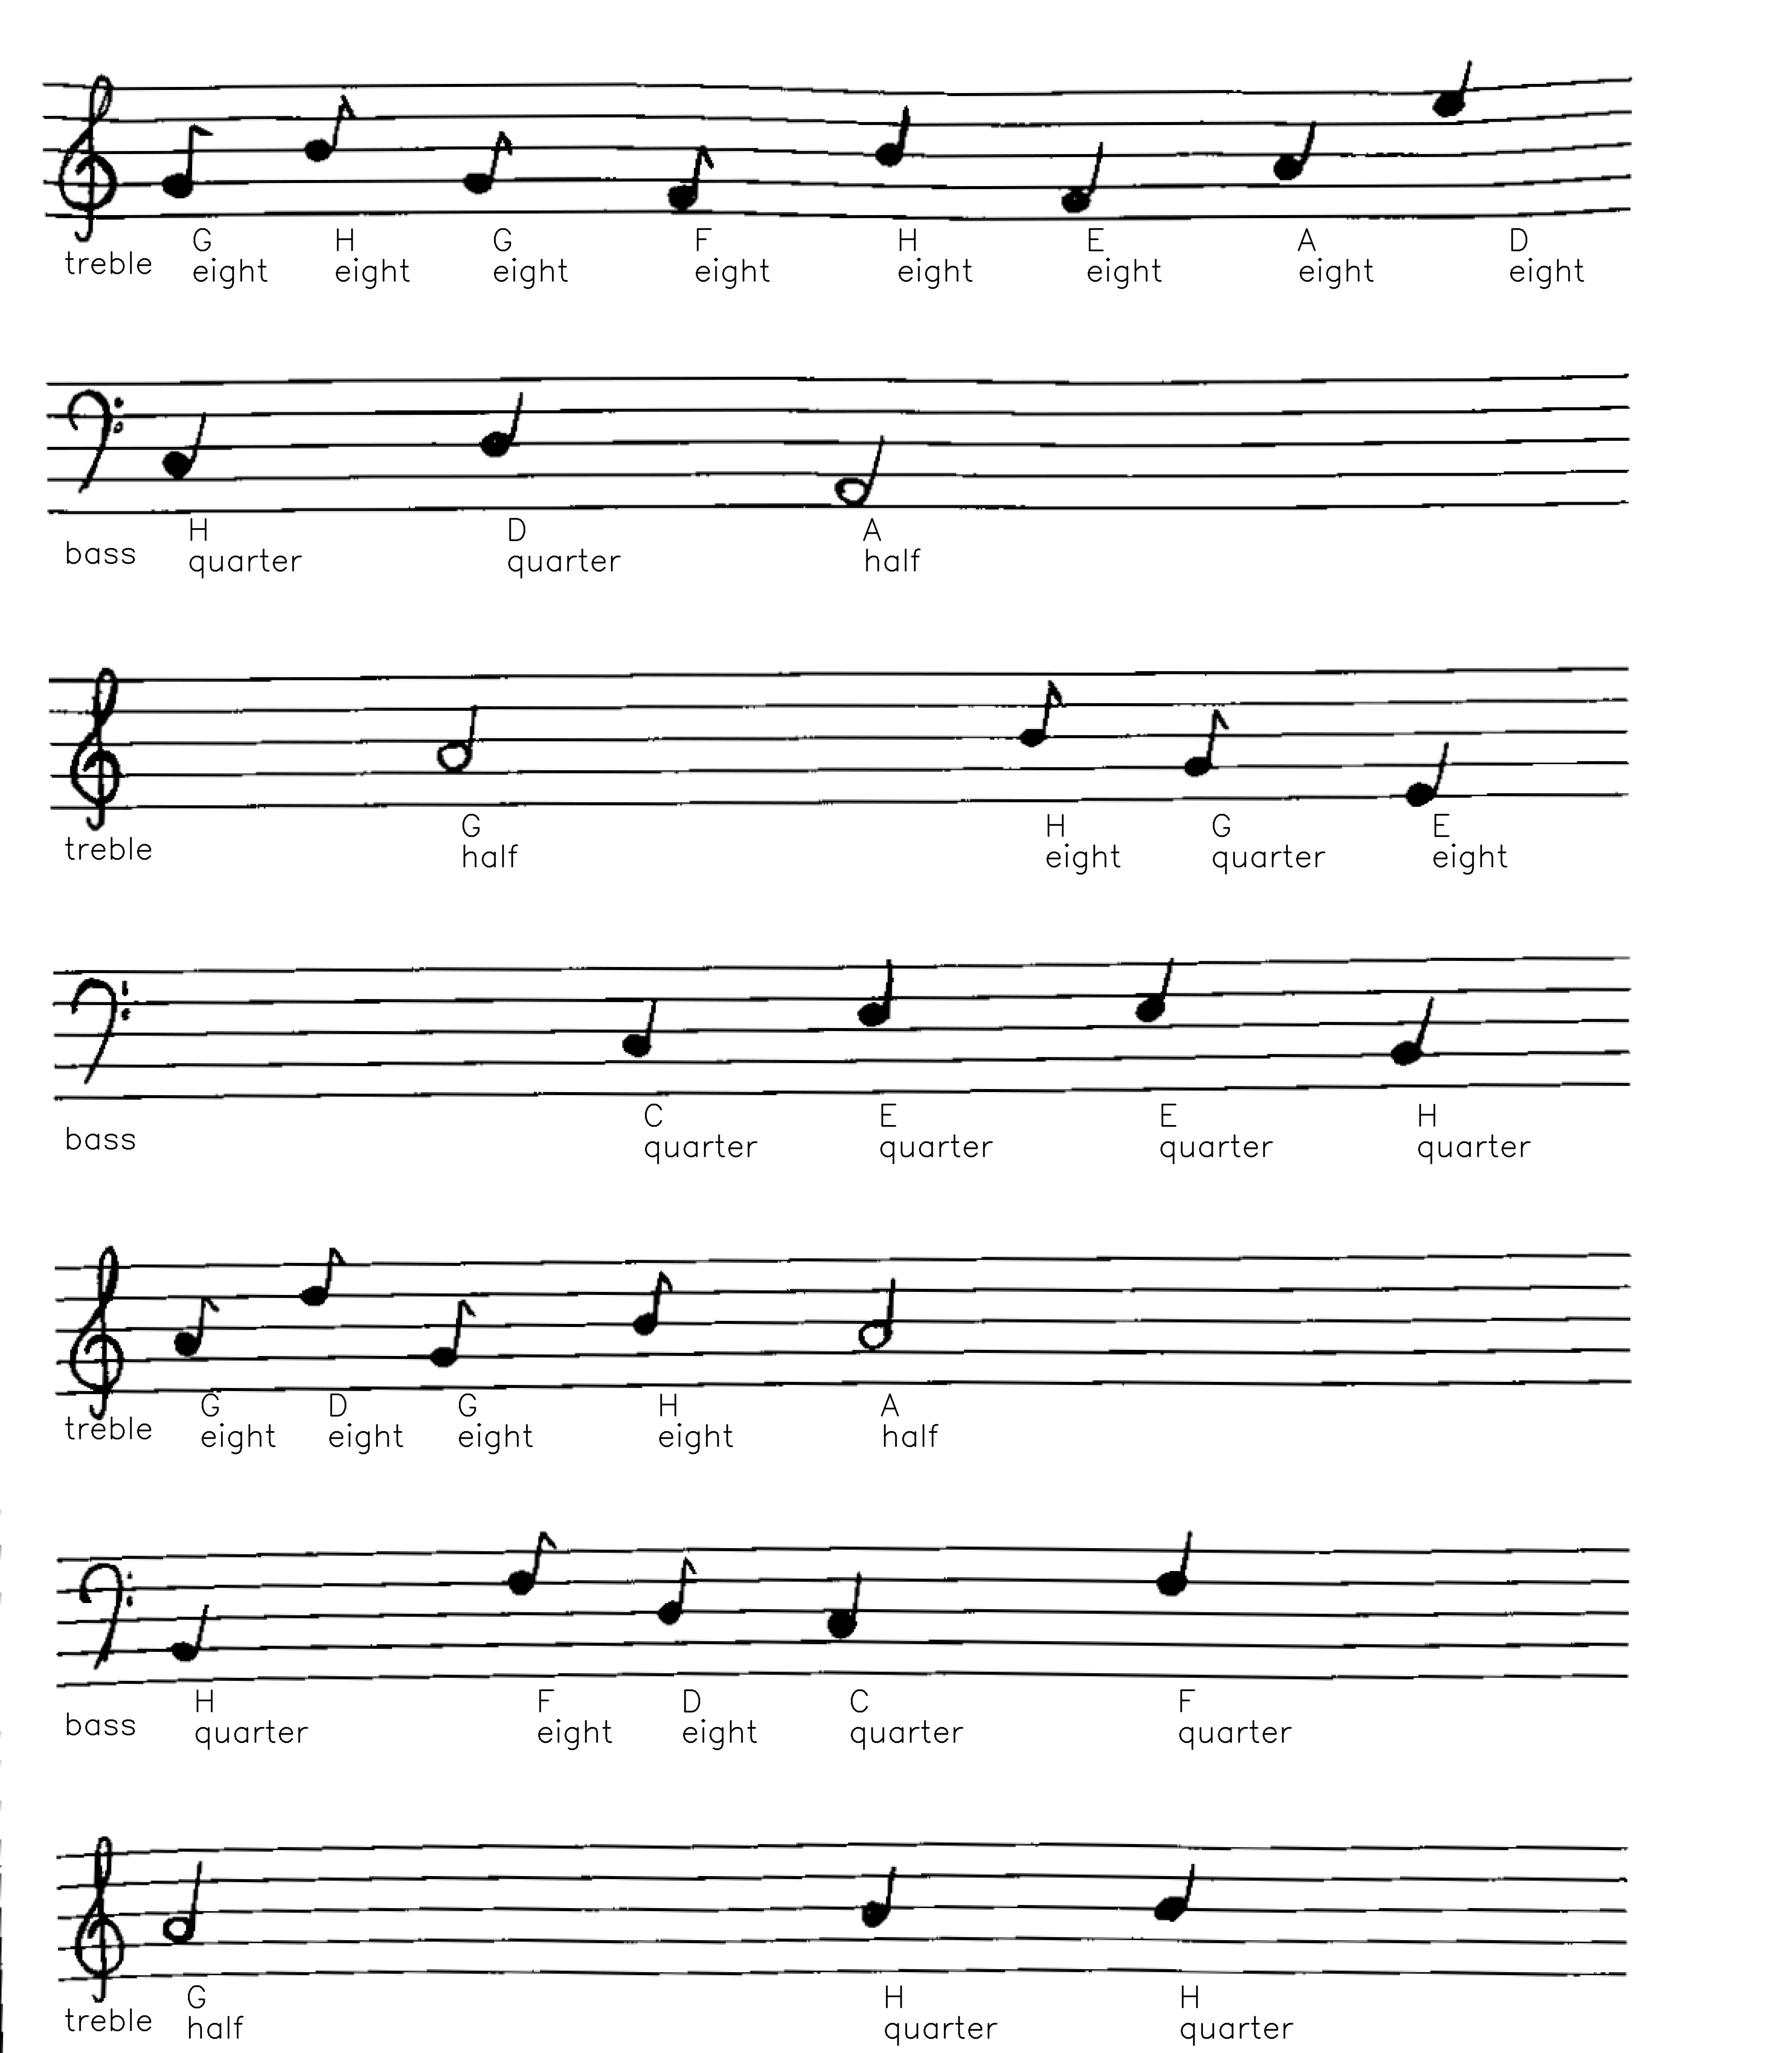 G H G F H E A D
treble eight eight eight eight eight eight eight eight
H D A
bass quarter quarter half
G H G E
treble half eight quarter eight
C E E H
bass quarter quarter quarter quarter
G D G H A
treble eight eight eight eight half
H F D C F
bass quarter eight eight quarter quarter
G H H
treble half quarter quarter